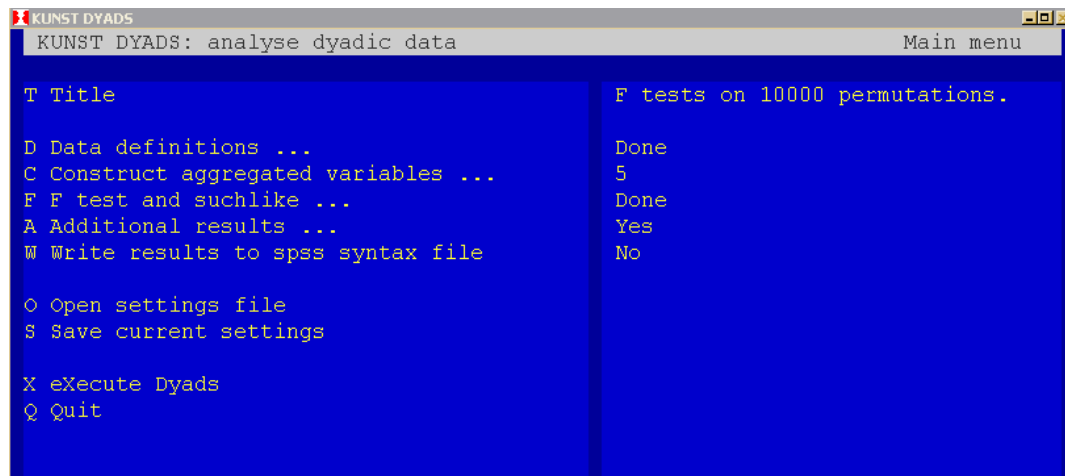 KUNST DYADS
KUNST DYADS: analyse dyadic data Main menu
T Title F tests on 10000 permutations.
D Data definitions ... Done
C Construct aggregated variables ... 5
F F test and suchlike ... Done
A Additional results ... Yes
W Write results to spss syntax file No
O Open settings file
S Save current settings
X eXecute Dyads
Q Quit